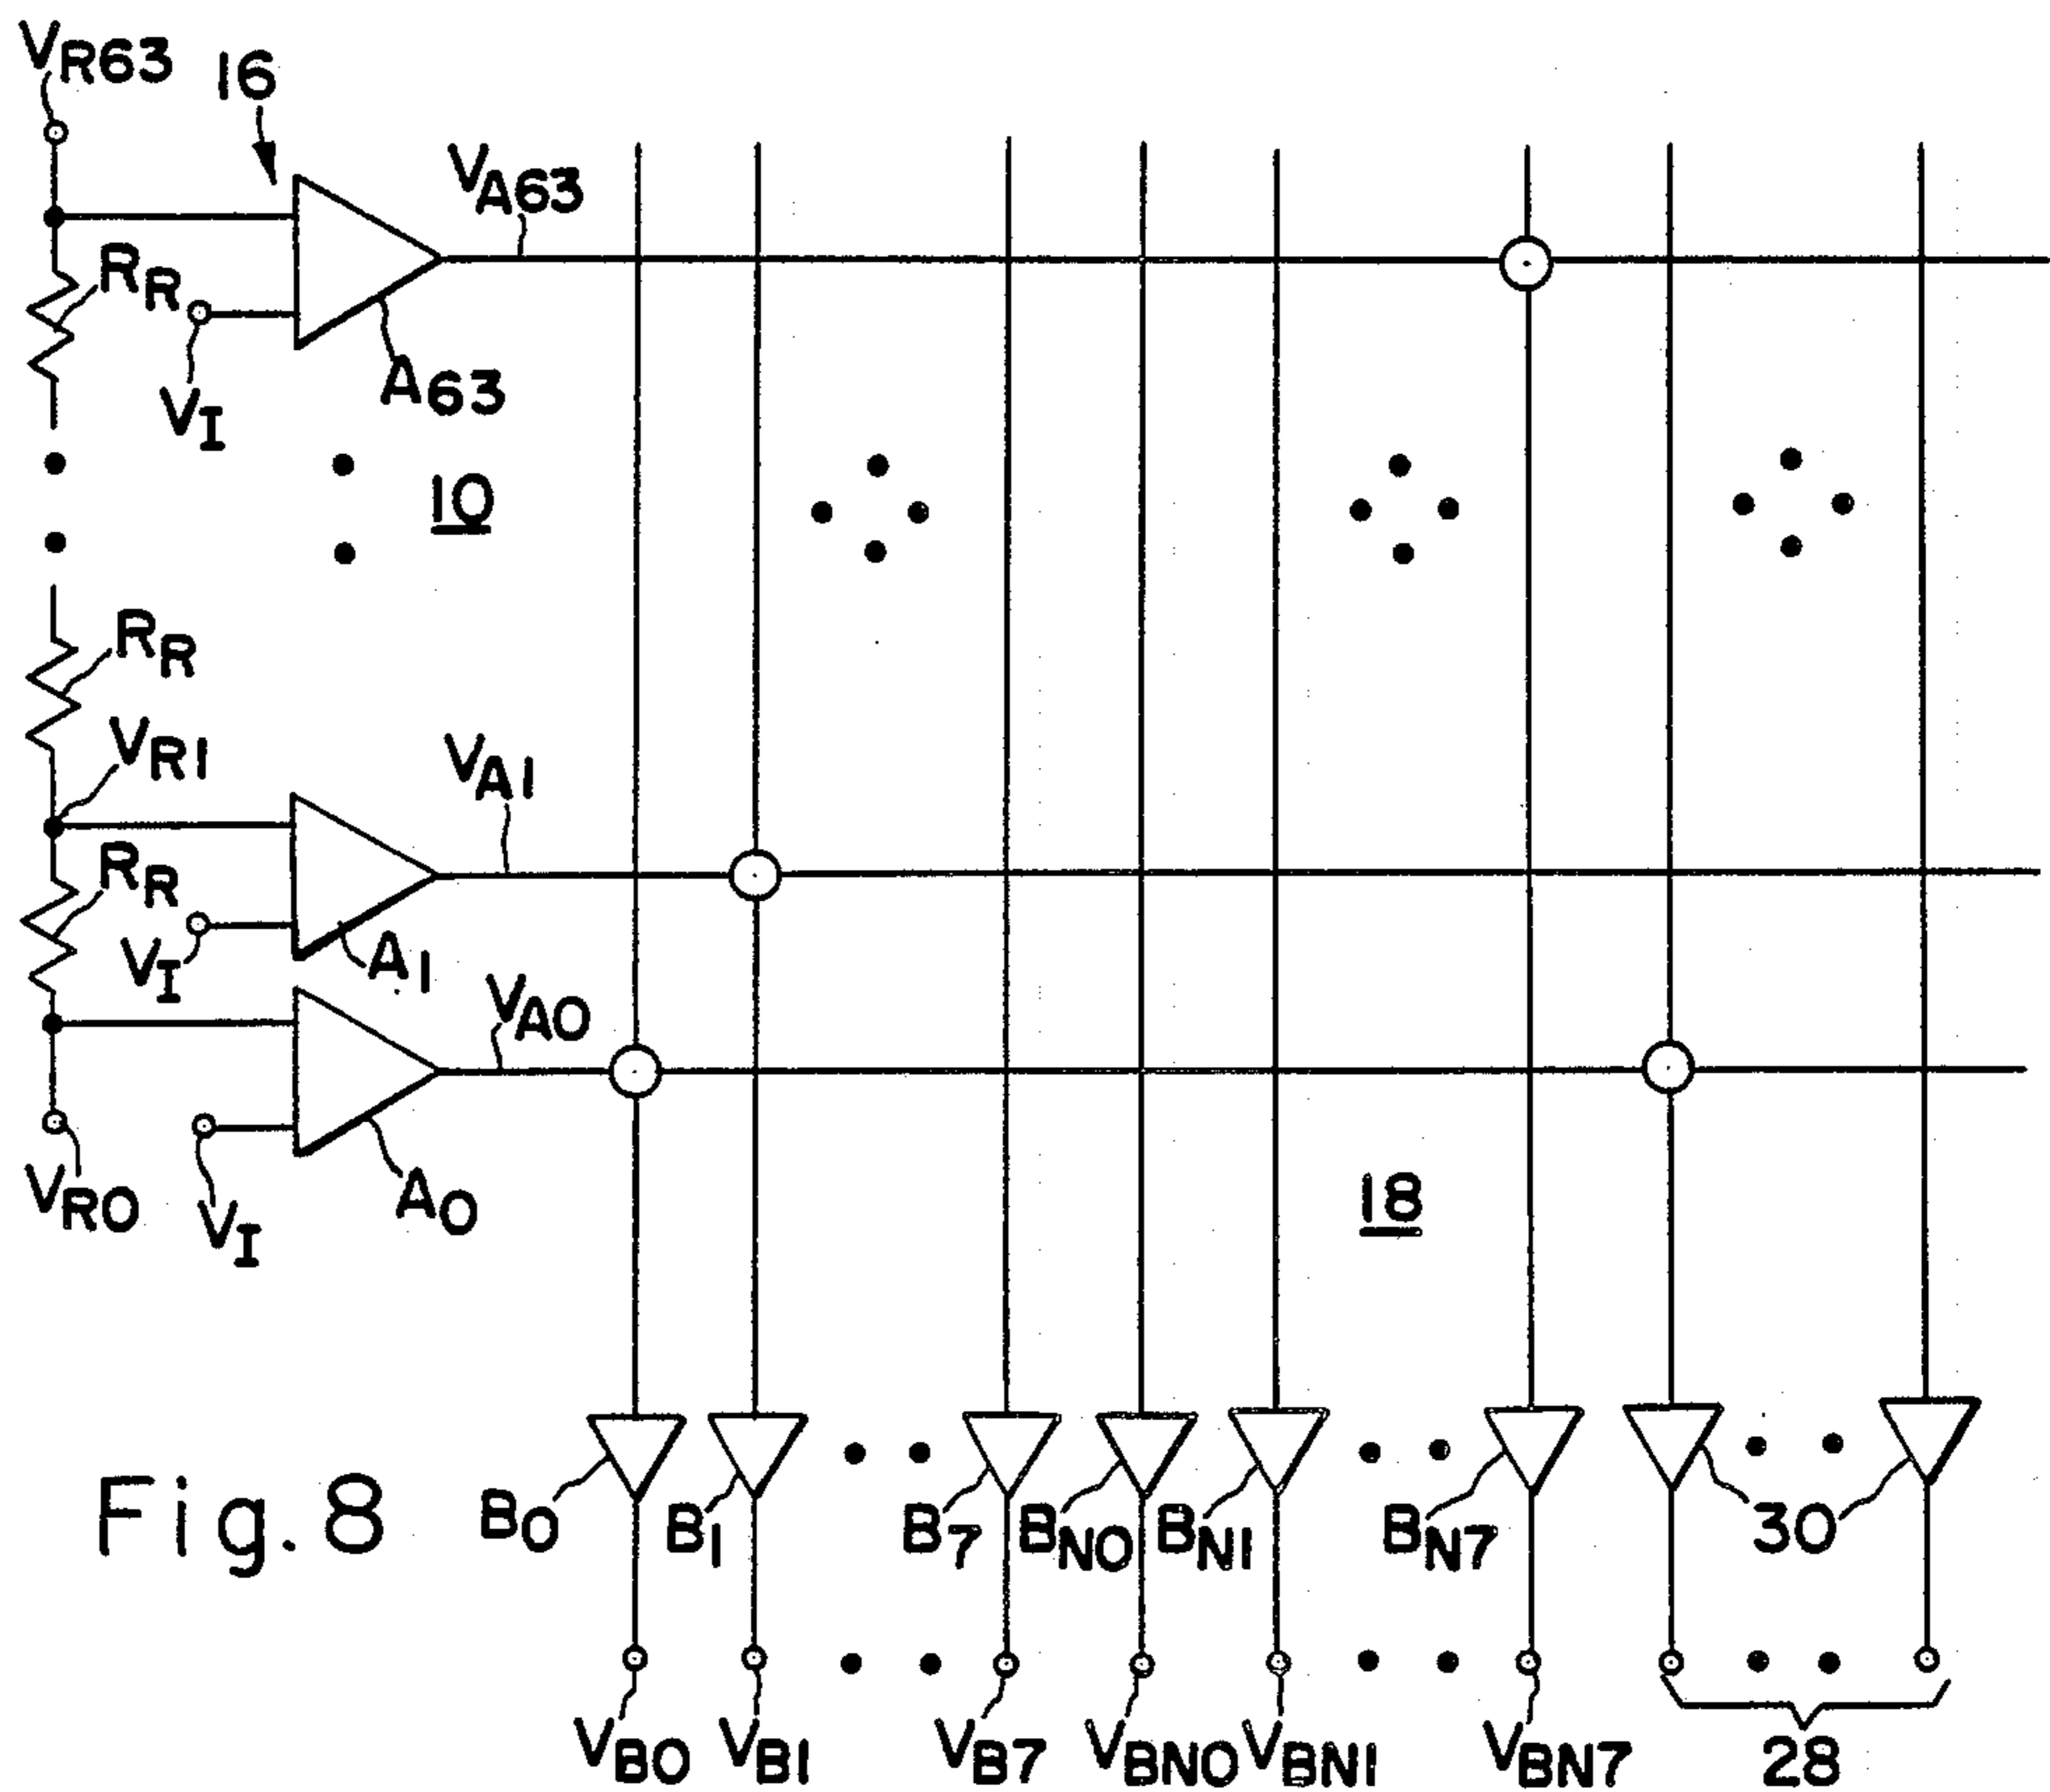 VR63
16
VA63
RR
VI
A63
10
RR
VR1
VA1
RR
VI
A1
VA0
VR0
VI
A0
18
Fig. 8
B0
B1
B7
BN0
BN1
BN7
30
VB0
VB1
VB7
VBN0
VBN1
VBN7
28